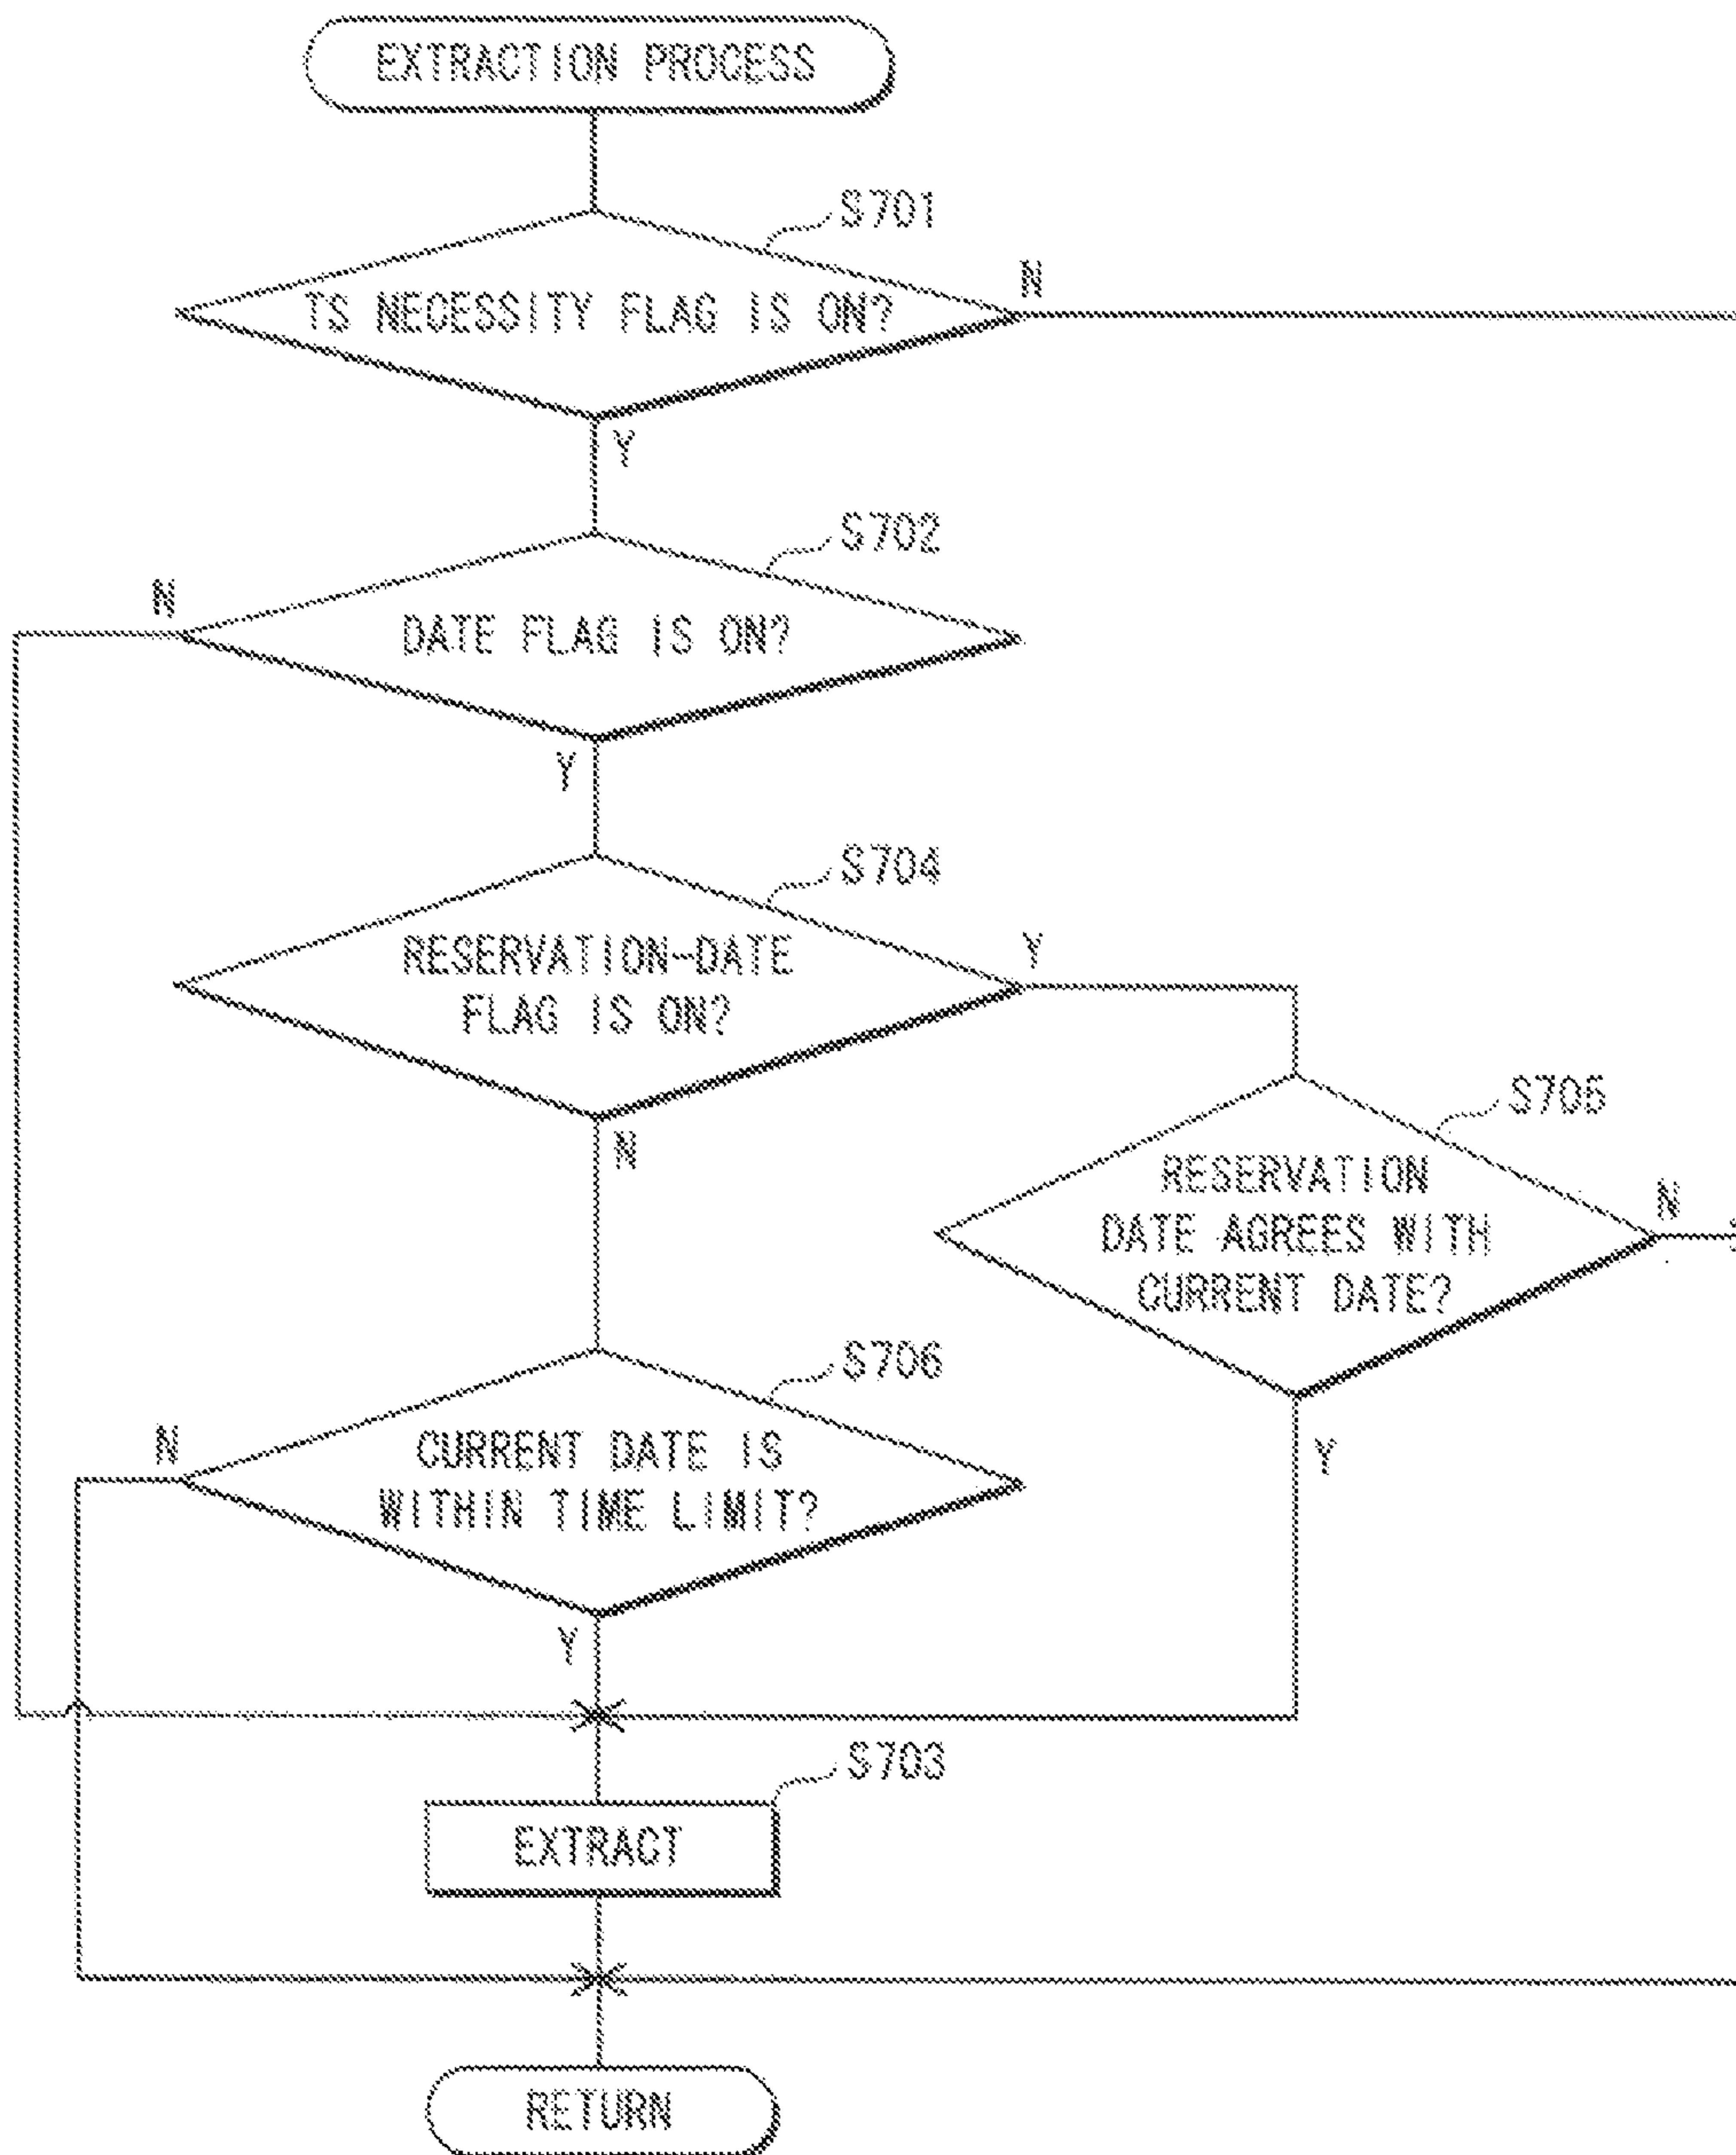 EXTRACTION PROCESS
S701
TS NECESSITY FLAG IS ON?
N
Y
S702
N
DATE FLAG IS ON?
Y
S704
RESERVATION-DATE
FLAG IS ON?
Y
N
S705
RESERVATION
DATE AGREES WITH
CURRENT DATE?
N
Y
S706
N
CURRENT DATE IS
WITHIN TIME LIMIT?
Y
S703
EXTRACT
RETURN